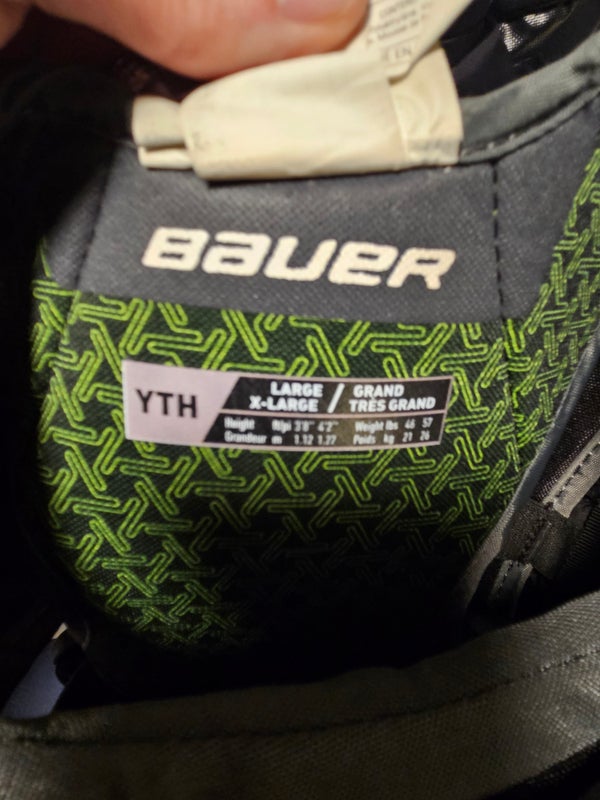 EN
BAUER
YTH
LARGE / GRAND
X-LARGE TRÈS GRAND
Height ft/pi 3'8" 4'2" Weight lbs 46 57
Grandeur m 1.12 1.27 Poids kg 21 26